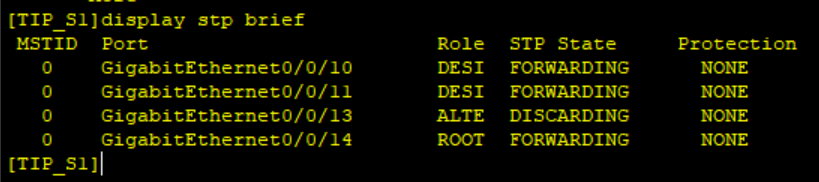 [TIP_S1]display stp brief
MSTID Port Role STP State Protection
0 GigabitEthernet0/0/10 DESI FORWARDING NONE
0 GigabitEthernet0/0/11 DESI FORWARDING NONE
0 GigabitEthernet0/0/13 ALTE DISCARDING NONE
0 GigabitEthernet0/0/14 ROOT FORWARDING NONE
[TIP_S1]